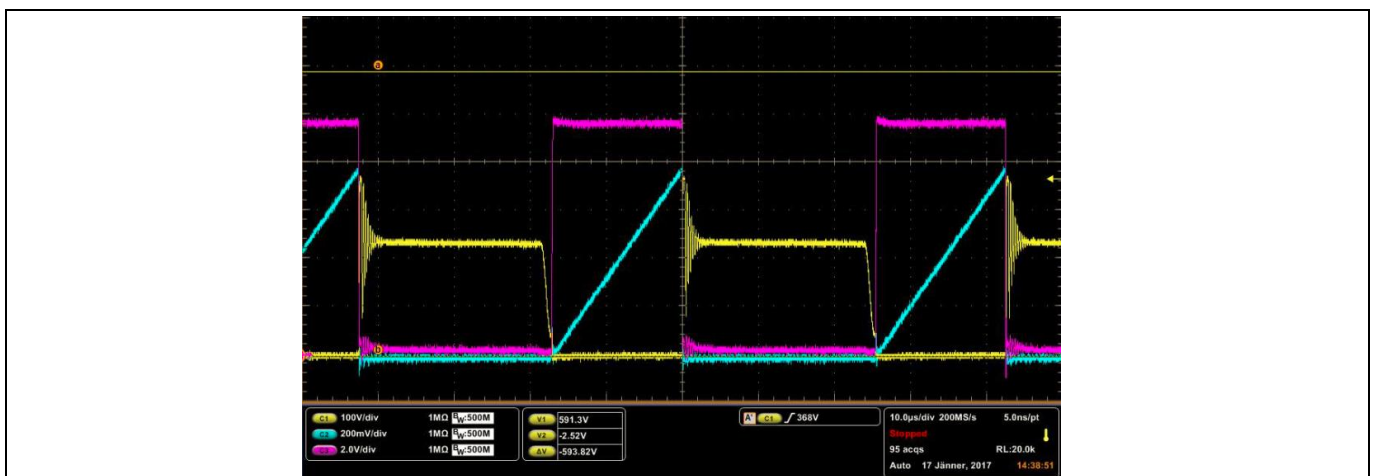 a
b
C1 100V/div 1MΩ BW:500M
C2 200mV/div 1MΩ BW:500M
2.0V/div 1MΩ BW:500M
V1 591.3V
V2 -2.52V
ΔV -593.82V
A' C1 368V
10.0µs/div 200MS/s 5.0ns/pt
Stopped
95 acqs RL:20.0k
Auto 17 Jänner, 2017 14:38:51